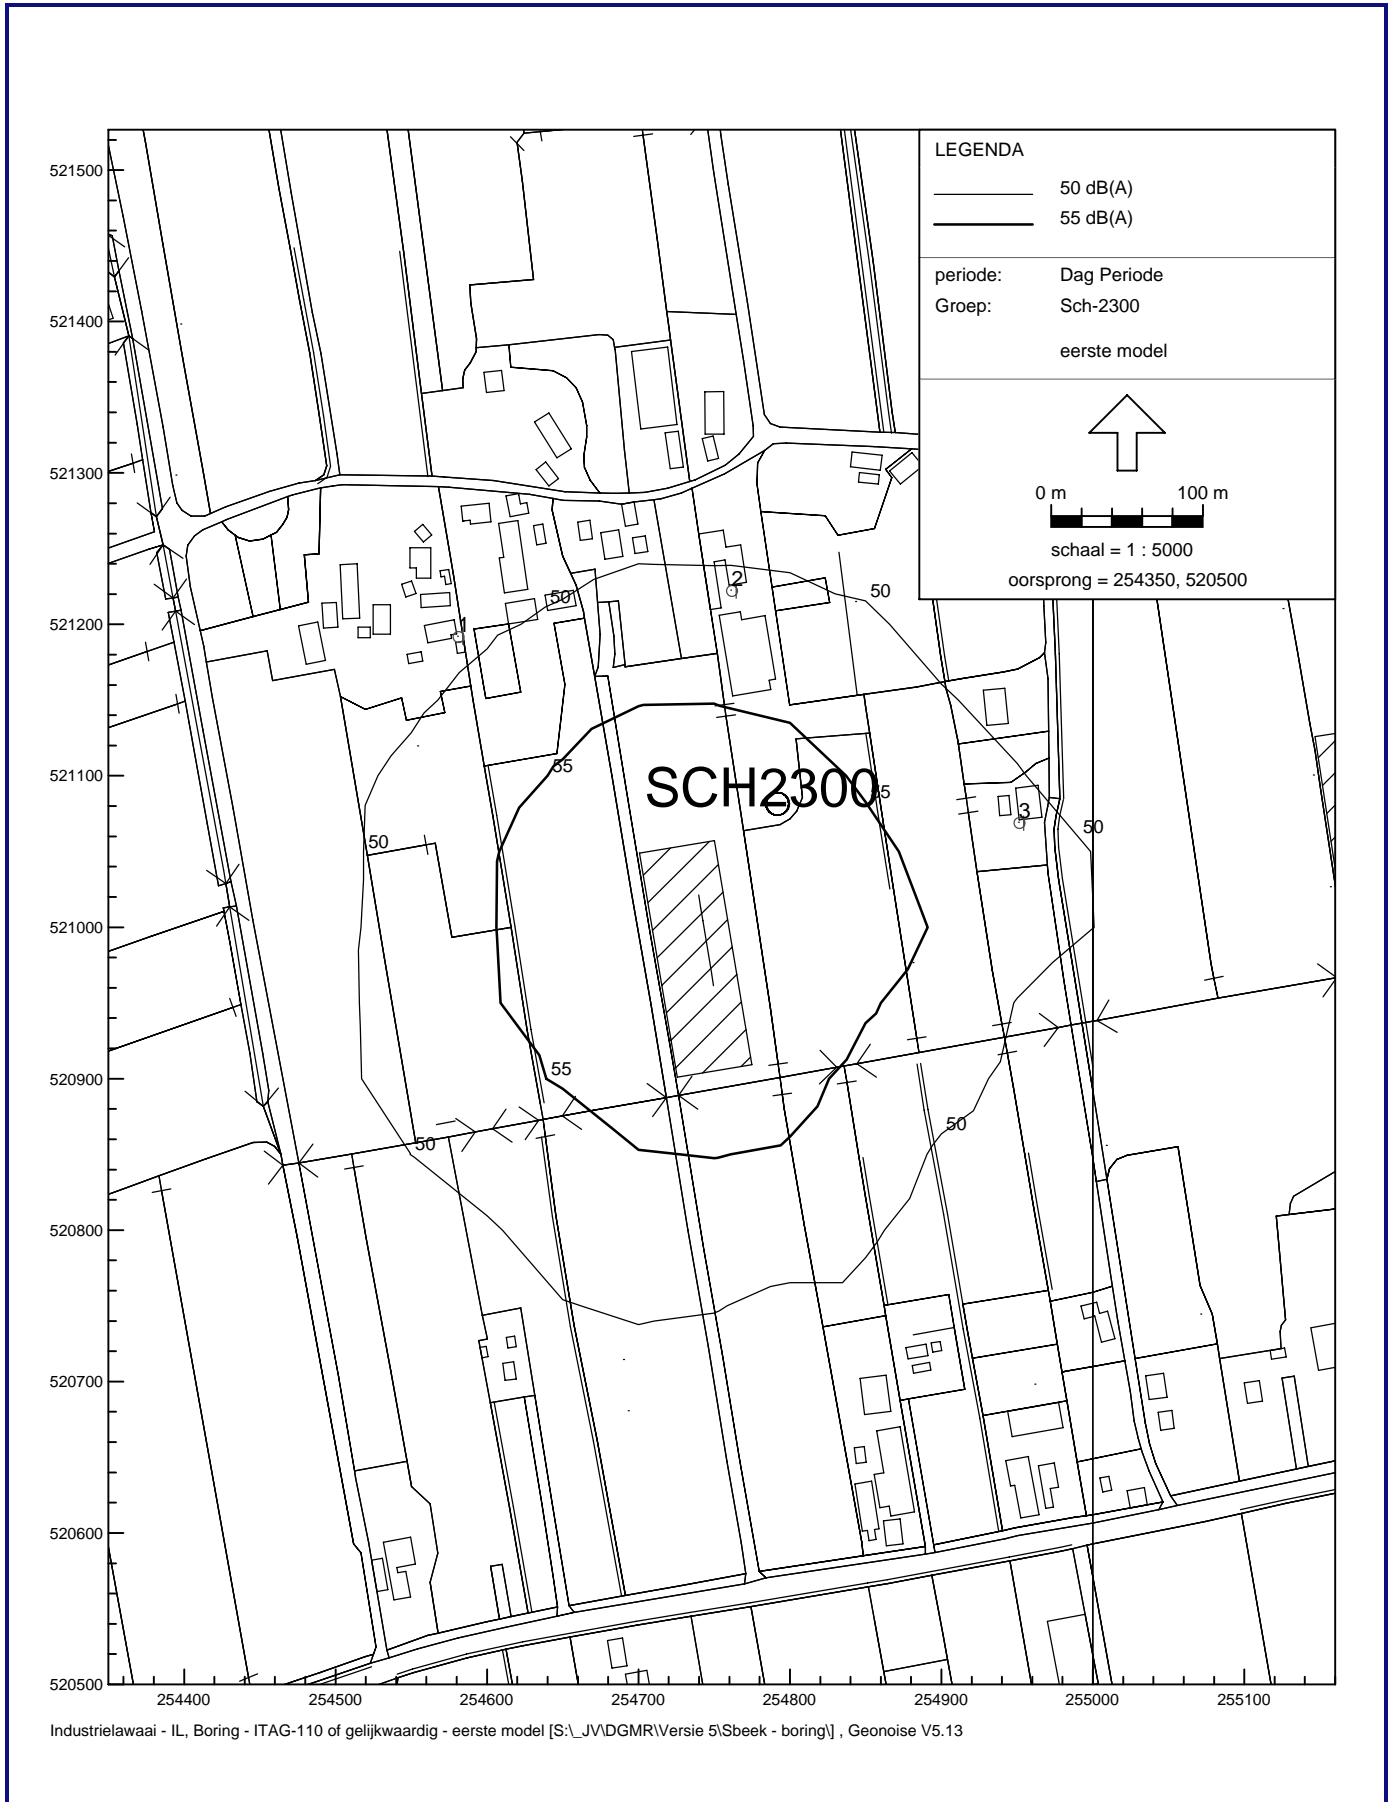 LEGENDA
50 dB(A)
55 dB(A)
periode: Dag Periode
Groep: Sch-2300
eerste model
0 m 100 m
schaal = 1 : 5000
oorsprong = 254350, 520500
521500
521400
521300
521200
521100
521000
520900
520800
520700
520600
520500
2
50
50
1
55
SCH2300
55
3
50
50
55
50
50
254400 254500 254600 254700 254800 254900 255000 255100
Industrielawaai - IL, Boring - ITAG-110 of gelijkwaardig - eerste model [S:\_JV\DGMR\Versie 5\Sbeek - boring\] , Geonoise V5.13